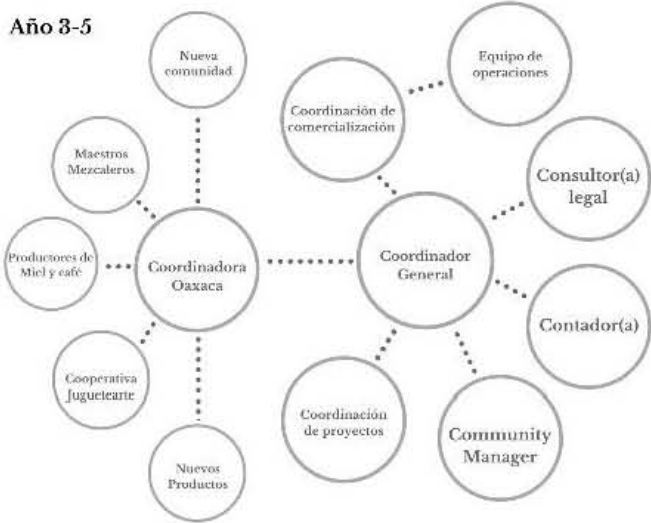 Año 3-5
Nueva
comunidad
Maestros
Mezcaleros
Productores de
Miel y café
Cooperativa
Juguetearte
Nuevos
Productos
Coordinadora
Oaxaca
Coordinador
General
Coordinación de
comercialización
Equipo de
operaciones
Consultor(a)
legal
Contador(a)
Community
Manager
Coordinación
de proyectos